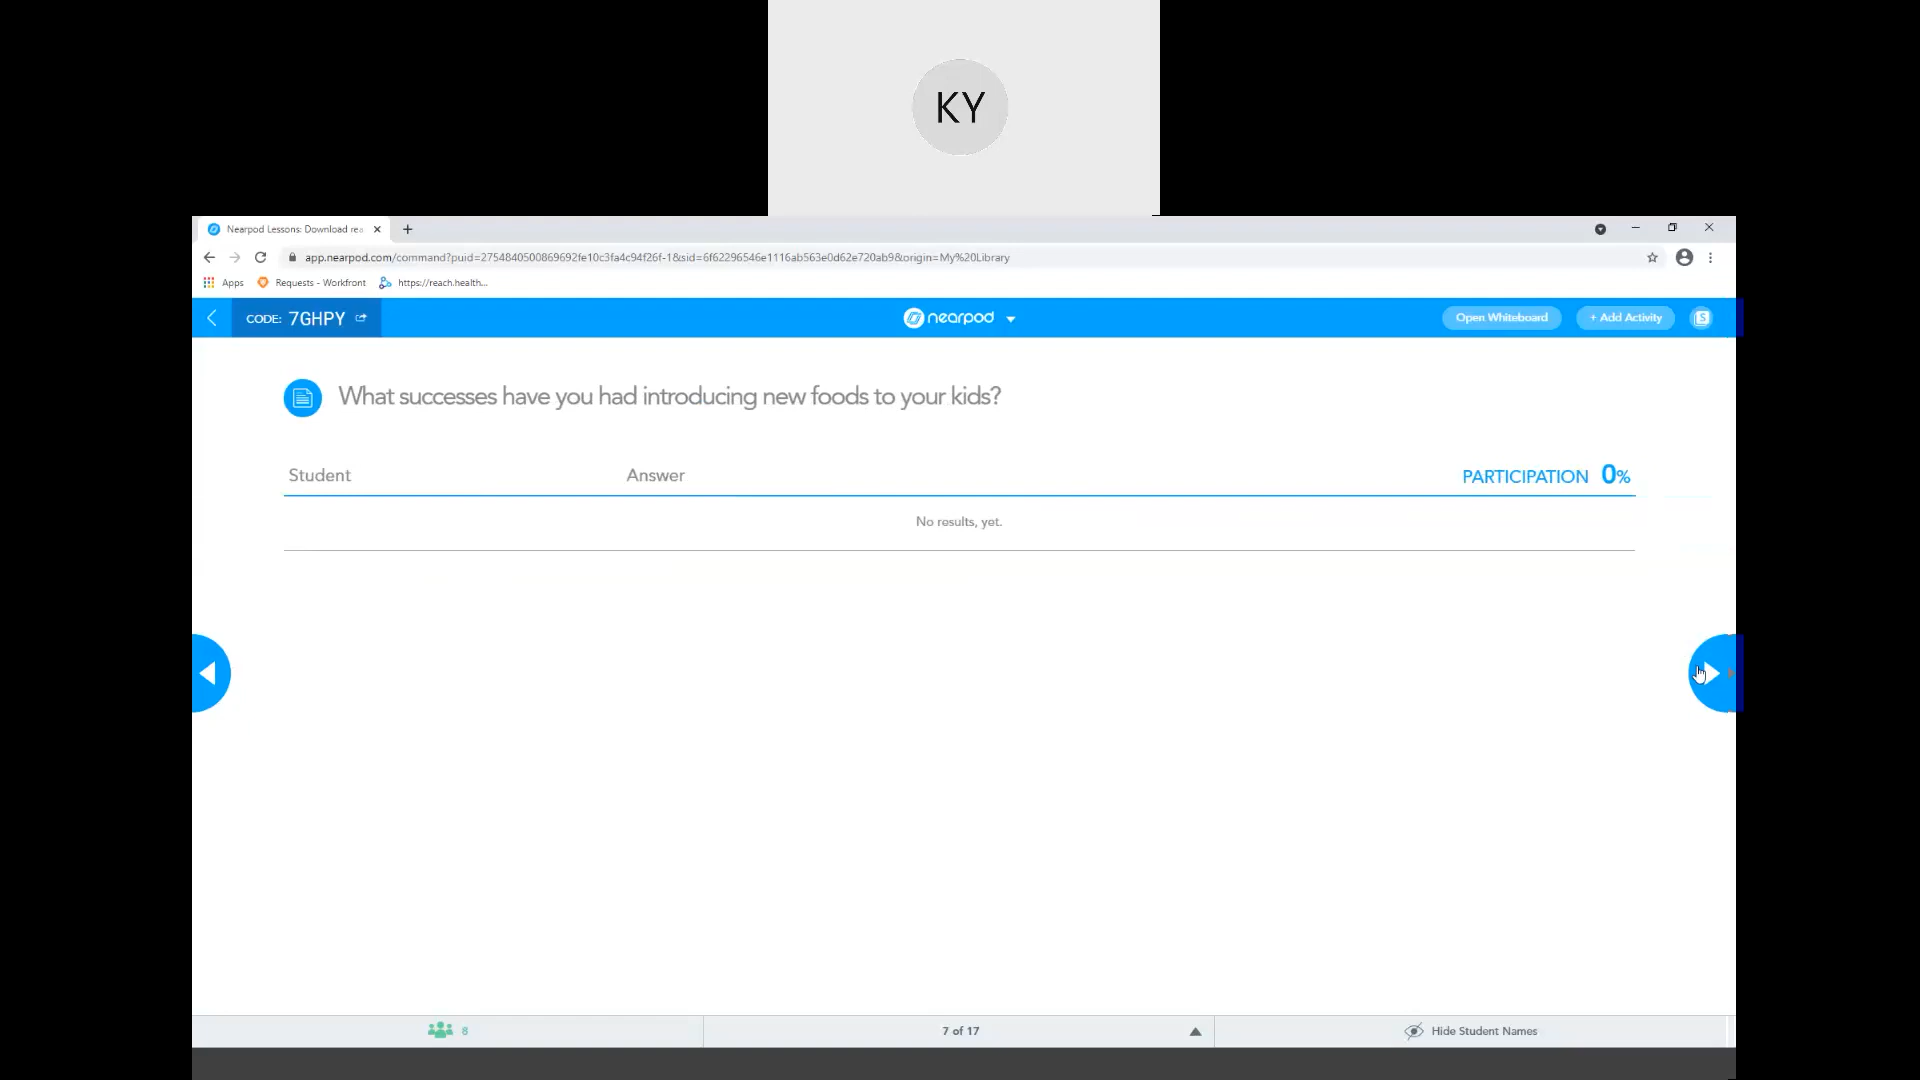 KY
Nearpod Lessons: Download rea
app.nearpod.com/command?puid=2754840500869692fe10c3fa4c94f26f-1&sid=6f62296546e1116ab563e0d62e720ab9&origin=My%20Library
Apps Requests - Workfront https://reach.health...
CODE: 7GHPY nearpod Open Whiteboard + Add Activity S
What successes have you had introducing new foods to your kids?
Student Answer PARTICIPATION 0%
No results, yet.
8 7 of 17 Hide Student Names